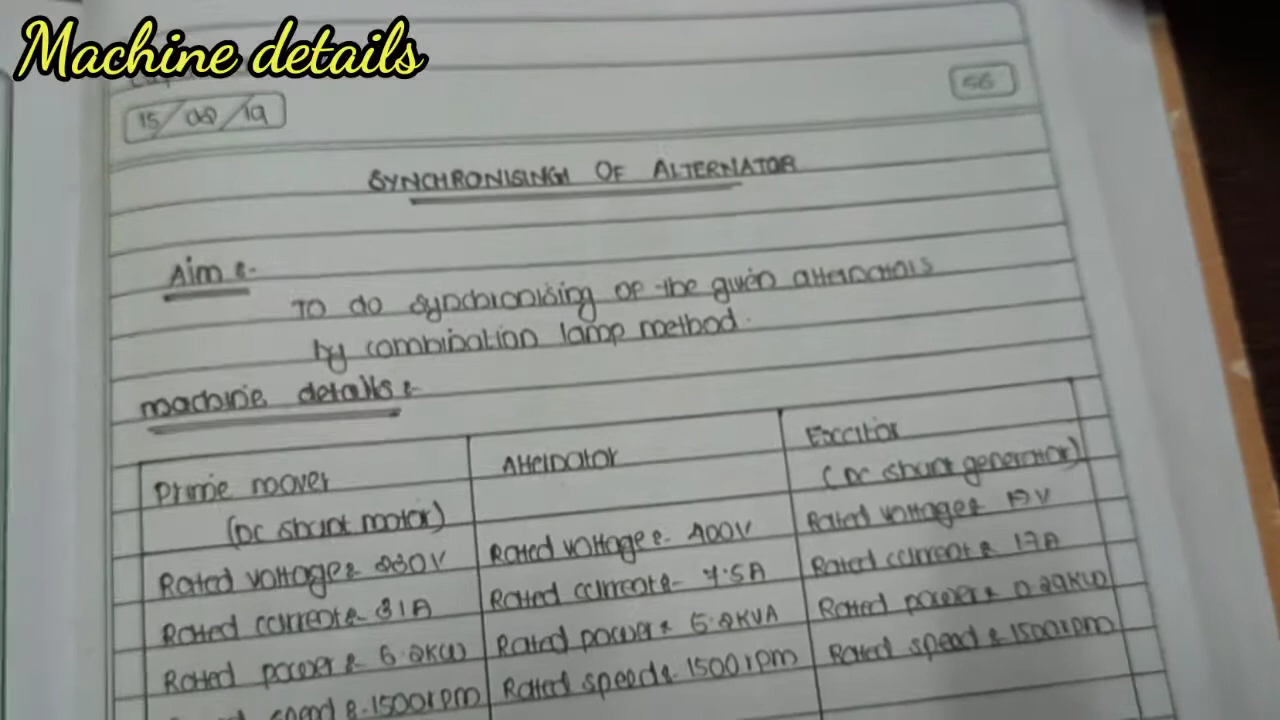 Machine details
15/08/19
56
SYNCHRONISING OF ALTERNATOR
Aim :-
To do synchronising of the given alternators
by combination lamp method.
machine details :-
Prime mover
(DC shunt motor)
Rated voltage :- 230V
Rated current :- 31A
Rated power :- 6.2KW
speed :- 1500rpm
Alternator
Rated voltage :- 400V
Rated current :- 7.5A
Rated power :- 5.2KVA
Rated speed :- 1500rpm
Excitor
(DC shunt generator)
Rated voltage :-
Rated current :- 17A
Rated power :- 0.29KW
Rated speed :- 1500rpm